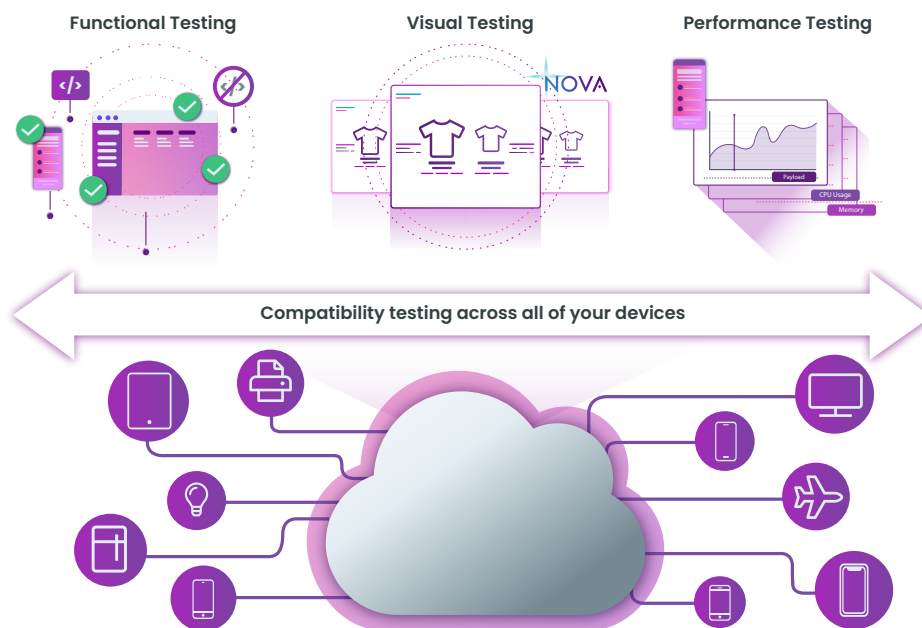 Functional Testing
Visual Testing
Performance Testing
</>
</>
NOVA
Payload
CPU Usage
Memory
Compatibility testing across all of your devices